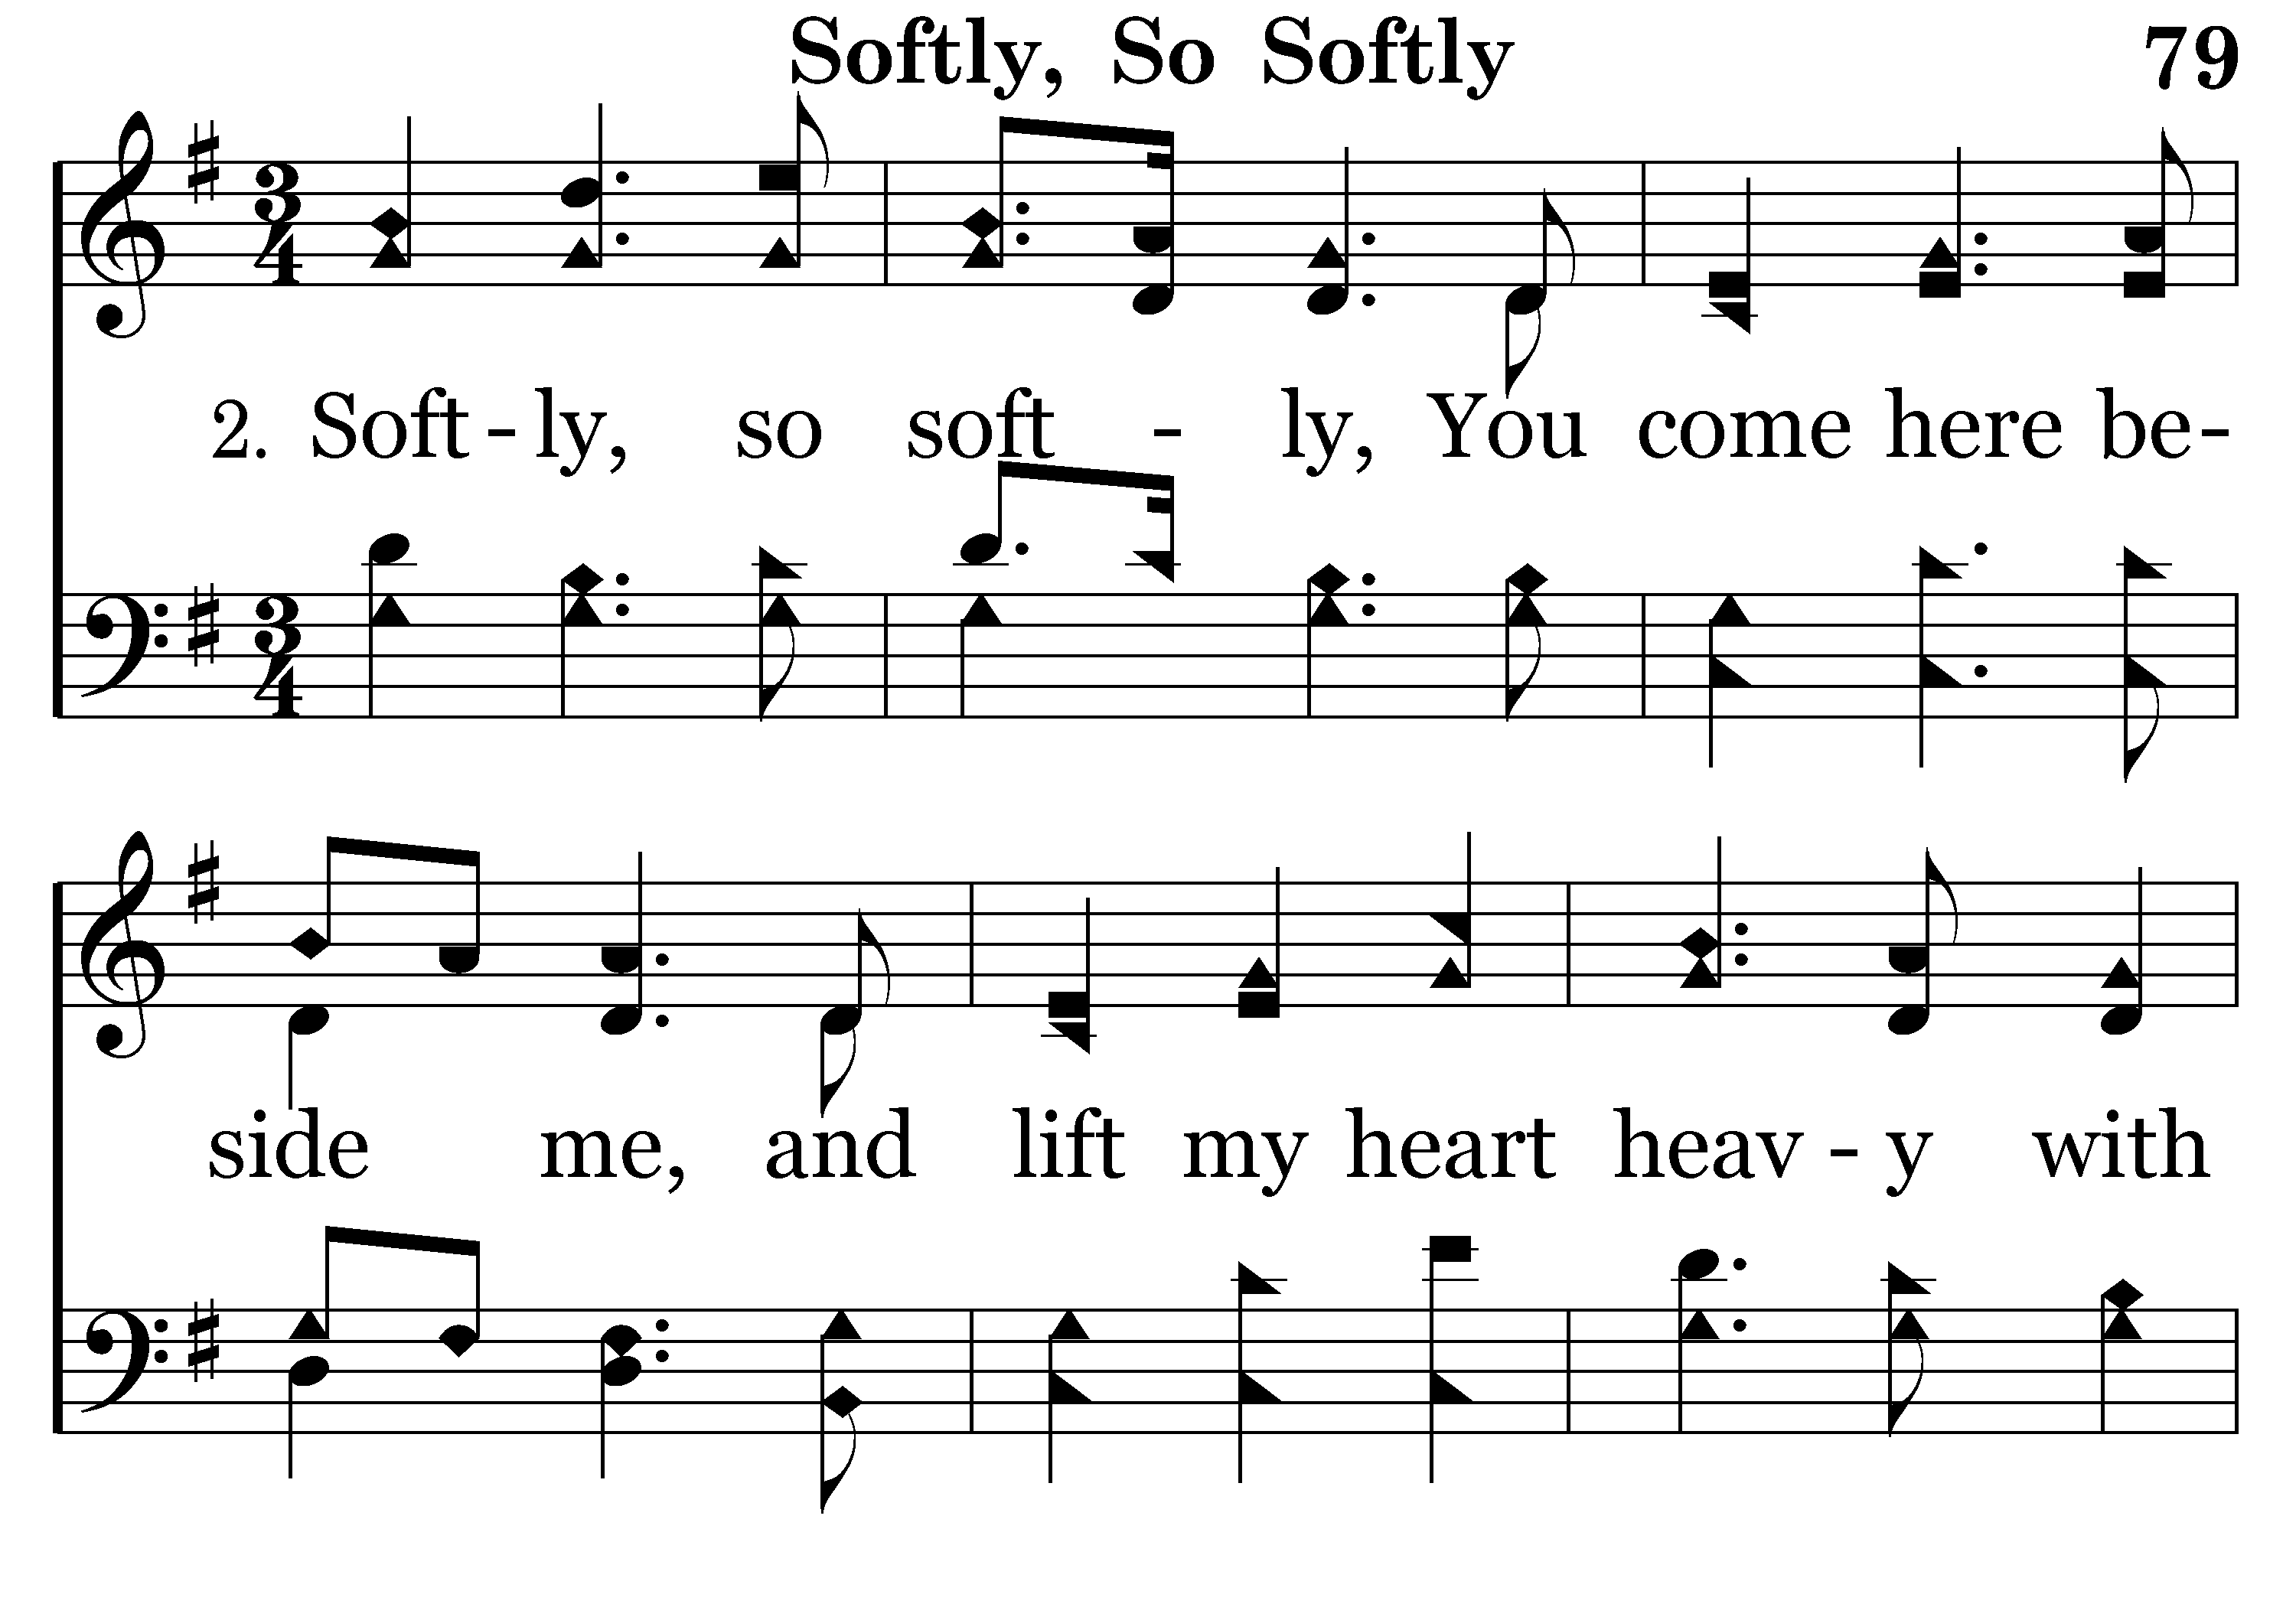 Softly, So Softly 79
2. Soft - ly, so soft - ly, You come here be-
side me, and lift my heart heav - y with